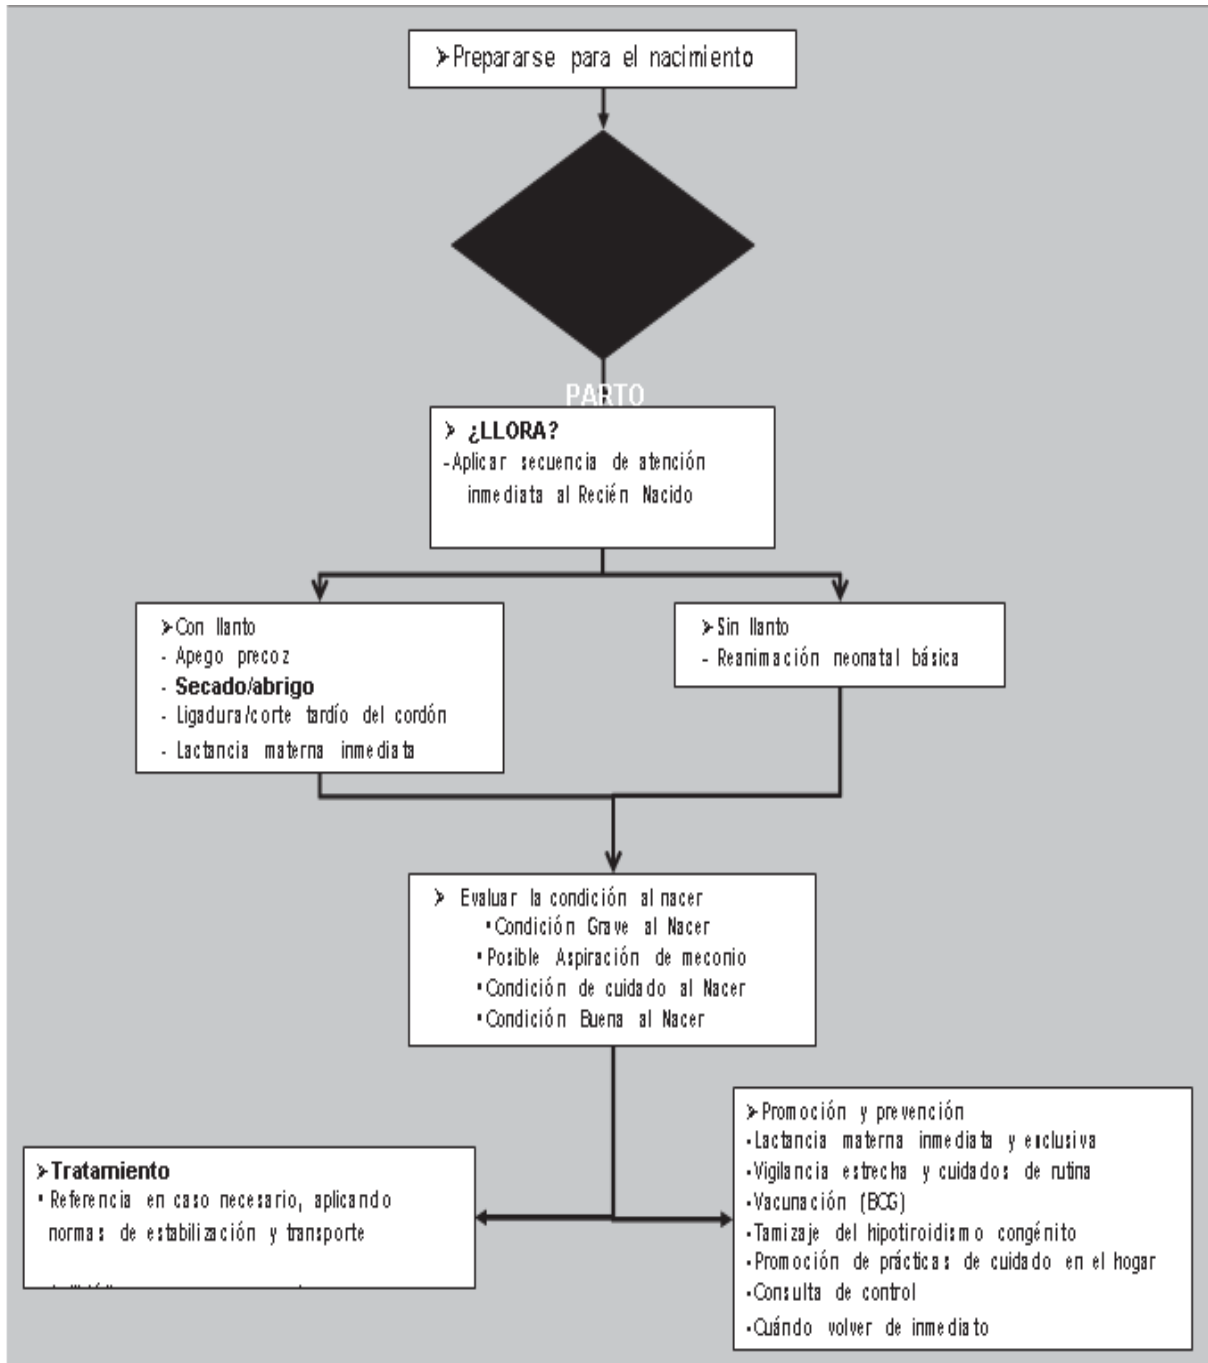 ➢Prepararse para el nacimiento
PARTO
➢ ¿LLORA?
-Aplicar secuencia de atención
inmediata al Recién Nacido
➢Con llanto
- Apego precoz
- Secado/abrigo
- Ligadura/corte tardío del cordón
- Lactancia materna inmediata
➢Sin llanto
- Reanimación neonatal básica
➢ Evaluar la condición al nacer
▪Condición Grave al Nacer
▪Posible Aspiración de meconio
▪Condición de cuidado al Nacer
▪Condición Buena al Nacer
➢Tratamiento
▪ Referencia en caso necesario, aplicando
normas de estabilización y transporte
➢Promoción y prevención
-Lactancia materna inmediata y exclusiva
-Vigilancia estrecha y cuidados de rutina
-Vacunación (BCG)
-Tamizaje del hipotiroidismo congénito
-Promoción de prácticas de cuidado en el hogar
-Consulta de control
-Cuándo volver de inmediato